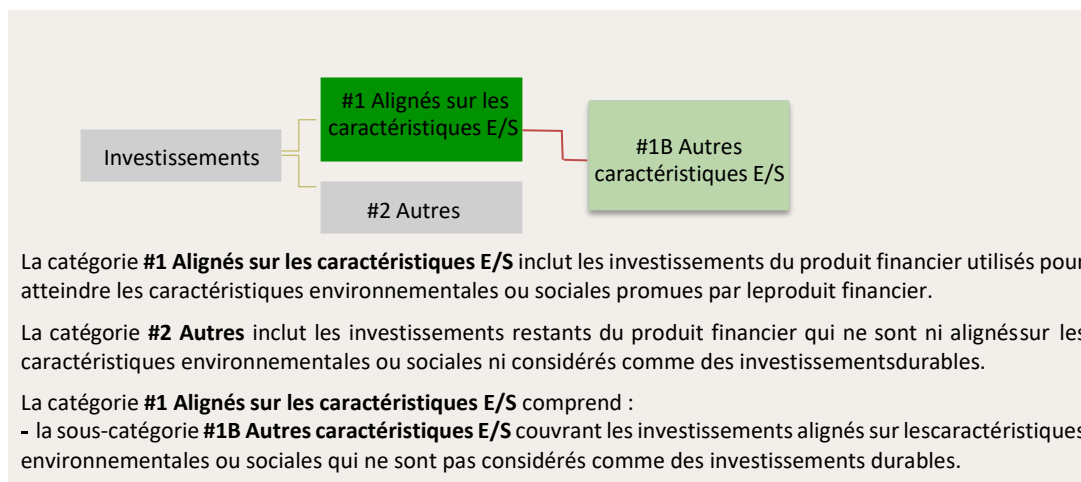 #1 Alignés sur les
caractéristiques E/S
Investissements
#1B Autres
caractéristiques E/S
#2 Autres
La catégorie #1 Alignés sur les caractéristiques E/S inclut les investissements du produit financier utilisés pour
atteindre les caractéristiques environnementales ou sociales promues par leproduit financier.
La catégorie #2 Autres inclut les investissements restants du produit financier qui ne sont ni alignéssur les
caractéristiques environnementales ou sociales ni considérés comme des investissementsdurables.
La catégorie #1 Alignés sur les caractéristiques E/S comprend :
- la sous-catégorie #1B Autres caractéristiques E/S couvrant les investissements alignés sur lescaractéristiques
environnementales ou sociales qui ne sont pas considérés comme des investissements durables.